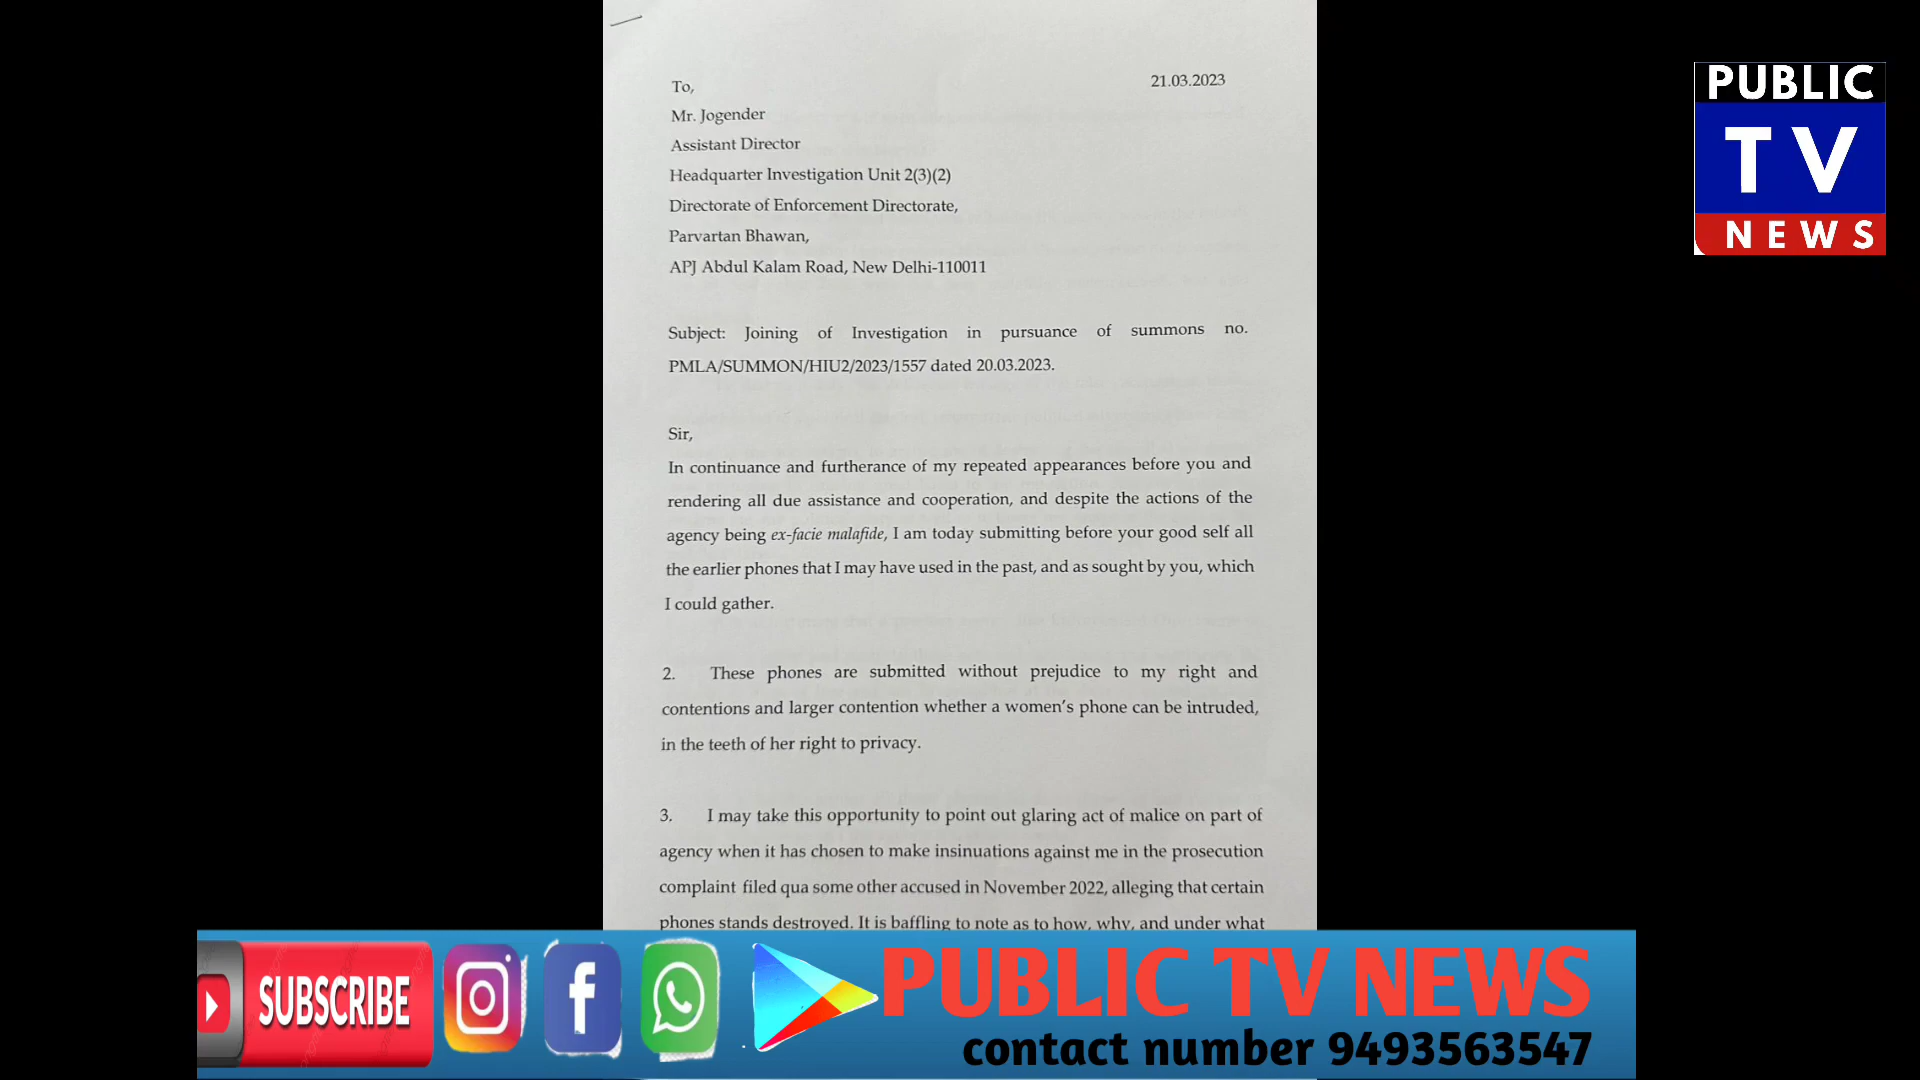 21.03.2023
To,
Mr. Jogender
Assistant Director
Headquarter Investigation Unit 2(3)(2)
Directorate of Enforcement Directorate,
Parvartan Bhawan,
APJ Abdul Kalam Road, New Delhi-110011
Subject: Joining of Investigation in pursuance of summons no.
PMLA/SUMMON/HIU2/2023/1557 dated 20.03.2023.
Sir,
In continuance and furtherance of my repeated appearances before you and
rendering all due assistance and cooperation, and despite the actions of the
agency being ex-facie malafide, I am today submitting before your good self all
the earlier phones that I may have used in the past, and as sought by you, which
I could gather.
2. These phones are submitted without prejudice to my right and
contentions and larger contention whether a women's phone can be intruded,
in the teeth of her right to privacy.
3. I may take this opportunity to point out glaring act of malice on part of
agency when it has chosen to make insinuations against me in the prosecution
complaint filed qua some other accused in November 2022, alleging that certain
phones stands destroyed. It is baffling to note as to how, why, and under what
PUBLIC
TV
NEWS
SUBSCRIBE
PUBLIC TV NEWS
contact number 9493563547